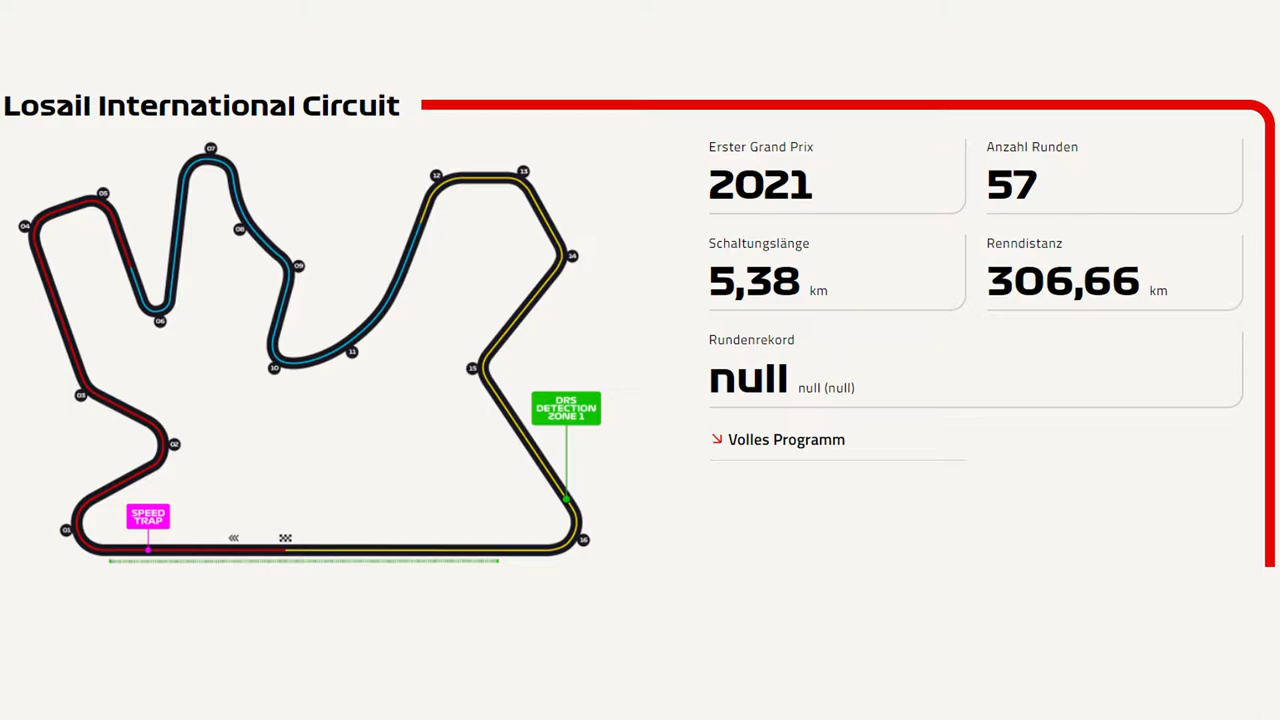 Losail International Circuit
07
12
13
05
04
08
14
09
06
11
10
15
03
DRS
DETECTION
ZONE 1
02
SPEED
TRAP
01
16
Erster Grand Prix
2021
Anzahl Runden
57
Schaltungslänge
5,38 km
Renndistanz
306,66 km
Rundenrekord
null null (null)
Volles Programm